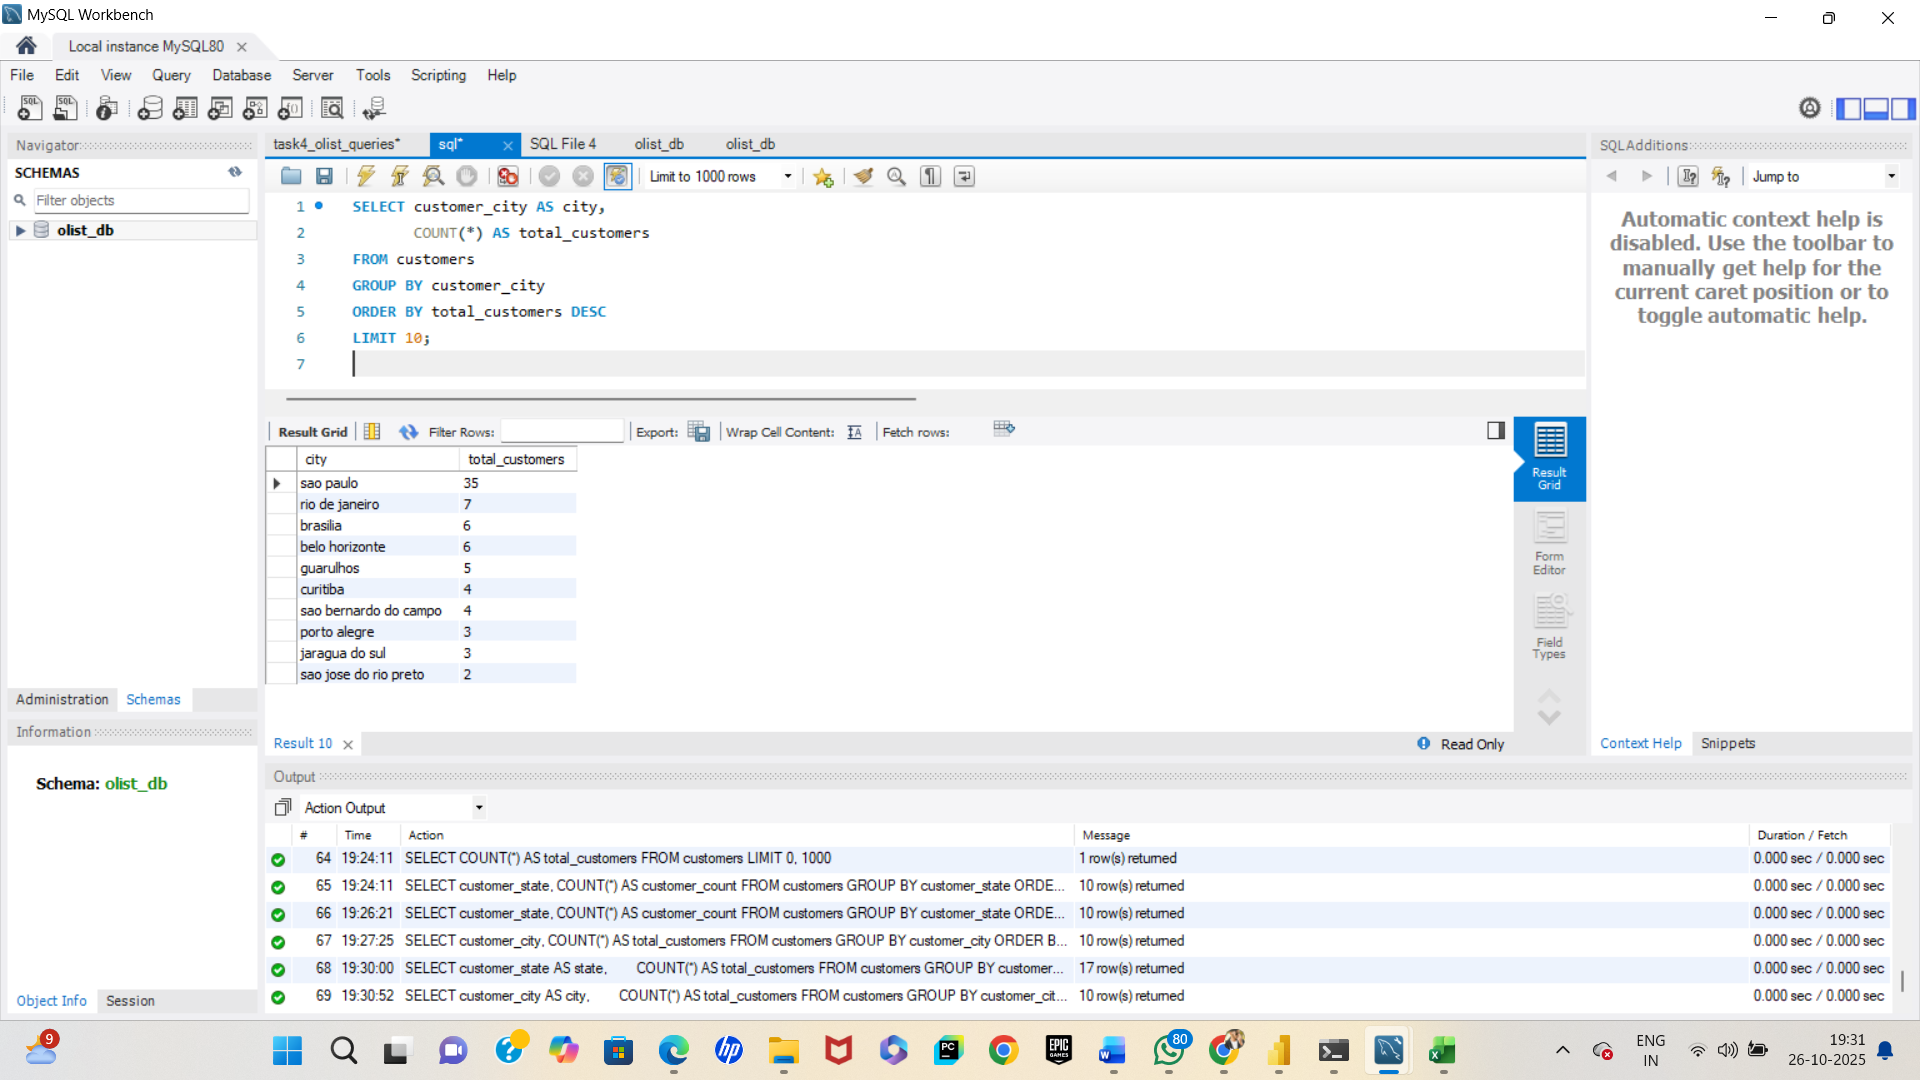 MySQL Workbench
Local instance MySQL80
File Edit View Query Database Server Tools Scripting Help
Navigator
SCHEMAS
Filter objects
olist_db
Administration Schemas
Information
Schema: olist_db
Object Info Session
task4_olist_queries* sql* SQL File 4 olist_db olist_db
Limit to 1000 rows
1 SELECT customer_city AS city,
2 COUNT(*) AS total_customers
3 FROM customers
4 GROUP BY customer_city
5 ORDER BY total_customers DESC
6 LIMIT 10;
7
Result Grid Filter Rows: Export: Wrap Cell Content: Fetch rows:
city total_customers
sao paulo 35
rio de janeiro 7
brasilia 6
belo horizonte 6
guarulhos 5
curitiba 4
sao bernardo do campo 4
porto alegre 3
jaragua do sul 3
sao jose do rio preto 2
Result Grid
Form Editor
Field Types
Result 10 Read Only
SQLAdditions
Jump to
Automatic context help is
disabled. Use the toolbar to
manually get help for the
current caret position or to
toggle automatic help.
Context Help Snippets
Output
Action Output
# Time Action Message Duration / Fetch
64 19:24:11 SELECT COUNT(*) AS total_customers FROM customers LIMIT 0, 1000 1 row(s) returned 0.000 sec / 0.000 sec
65 19:24:11 SELECT customer_state, COUNT(*) AS customer_count FROM customers GROUP BY customer_state ORDE... 10 row(s) returned 0.000 sec / 0.000 sec
66 19:26:21 SELECT customer_state, COUNT(*) AS customer_count FROM customers GROUP BY customer_state ORDE... 10 row(s) returned 0.000 sec / 0.000 sec
67 19:27:25 SELECT customer_city, COUNT(*) AS total_customers FROM customers GROUP BY customer_city ORDER B... 10 row(s) returned 0.000 sec / 0.000 sec
68 19:30:00 SELECT customer_state AS state, COUNT(*) AS total_customers FROM customers GROUP BY customer... 17 row(s) returned 0.000 sec / 0.000 sec
69 19:30:52 SELECT customer_city AS city, COUNT(*) AS total_customers FROM customers GROUP BY customer_cit... 10 row(s) returned 0.000 sec / 0.000 sec
9
80
ENG
IN
19:31
26-10-2025